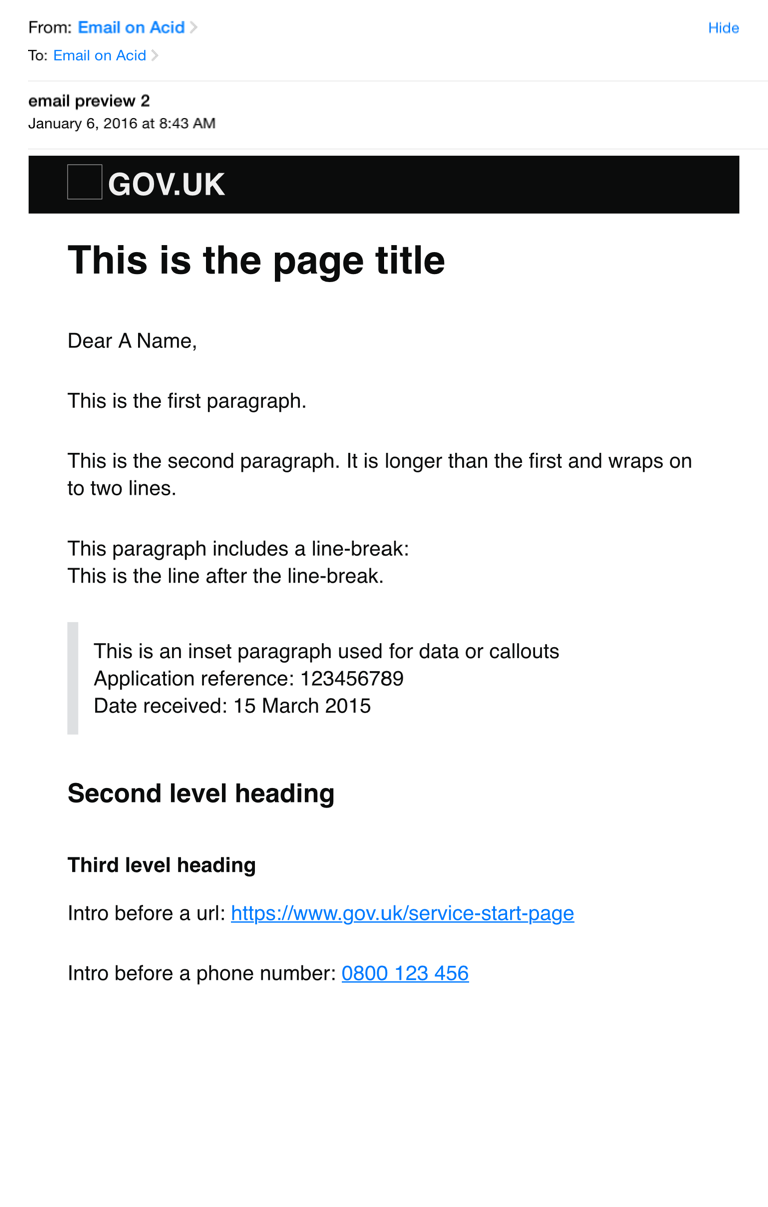 From: Email on Acid
Hide
To: Email on Acid
email preview 2
January 6, 2016 at 8:43 AM
GOV.UK
This is the page title
Dear A Name,
This is the first paragraph.
This is the second paragraph. It is longer than the first and wraps on
to two lines.
This paragraph includes a line-break:
This is the line after the line-break.
This is an inset paragraph used for data or callouts
Application reference: 123456789
Date received: 15 March 2015
Second level heading
Third level heading
Intro before a url: https://www.gov.uk/service-start-page
Intro before a phone number: 0800 123 456